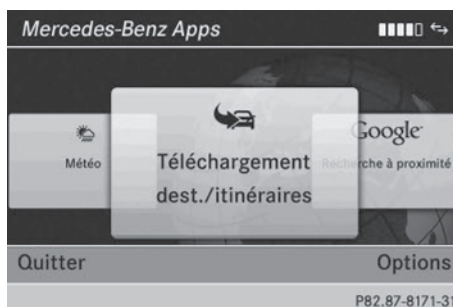 Mercedes-Benz Apps
Météo
Téléchargement
dest./itinéraires
Google
Recherche à proximité
Quitter
Options
P82.87-8171-31